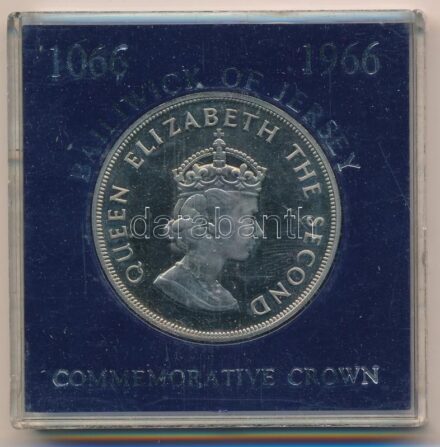 1066 1966
BAILIWICK OF JERSEY
QUEEN ELIZABETH THE SECOND
darabanth
COMMEMORATIVE CROWN